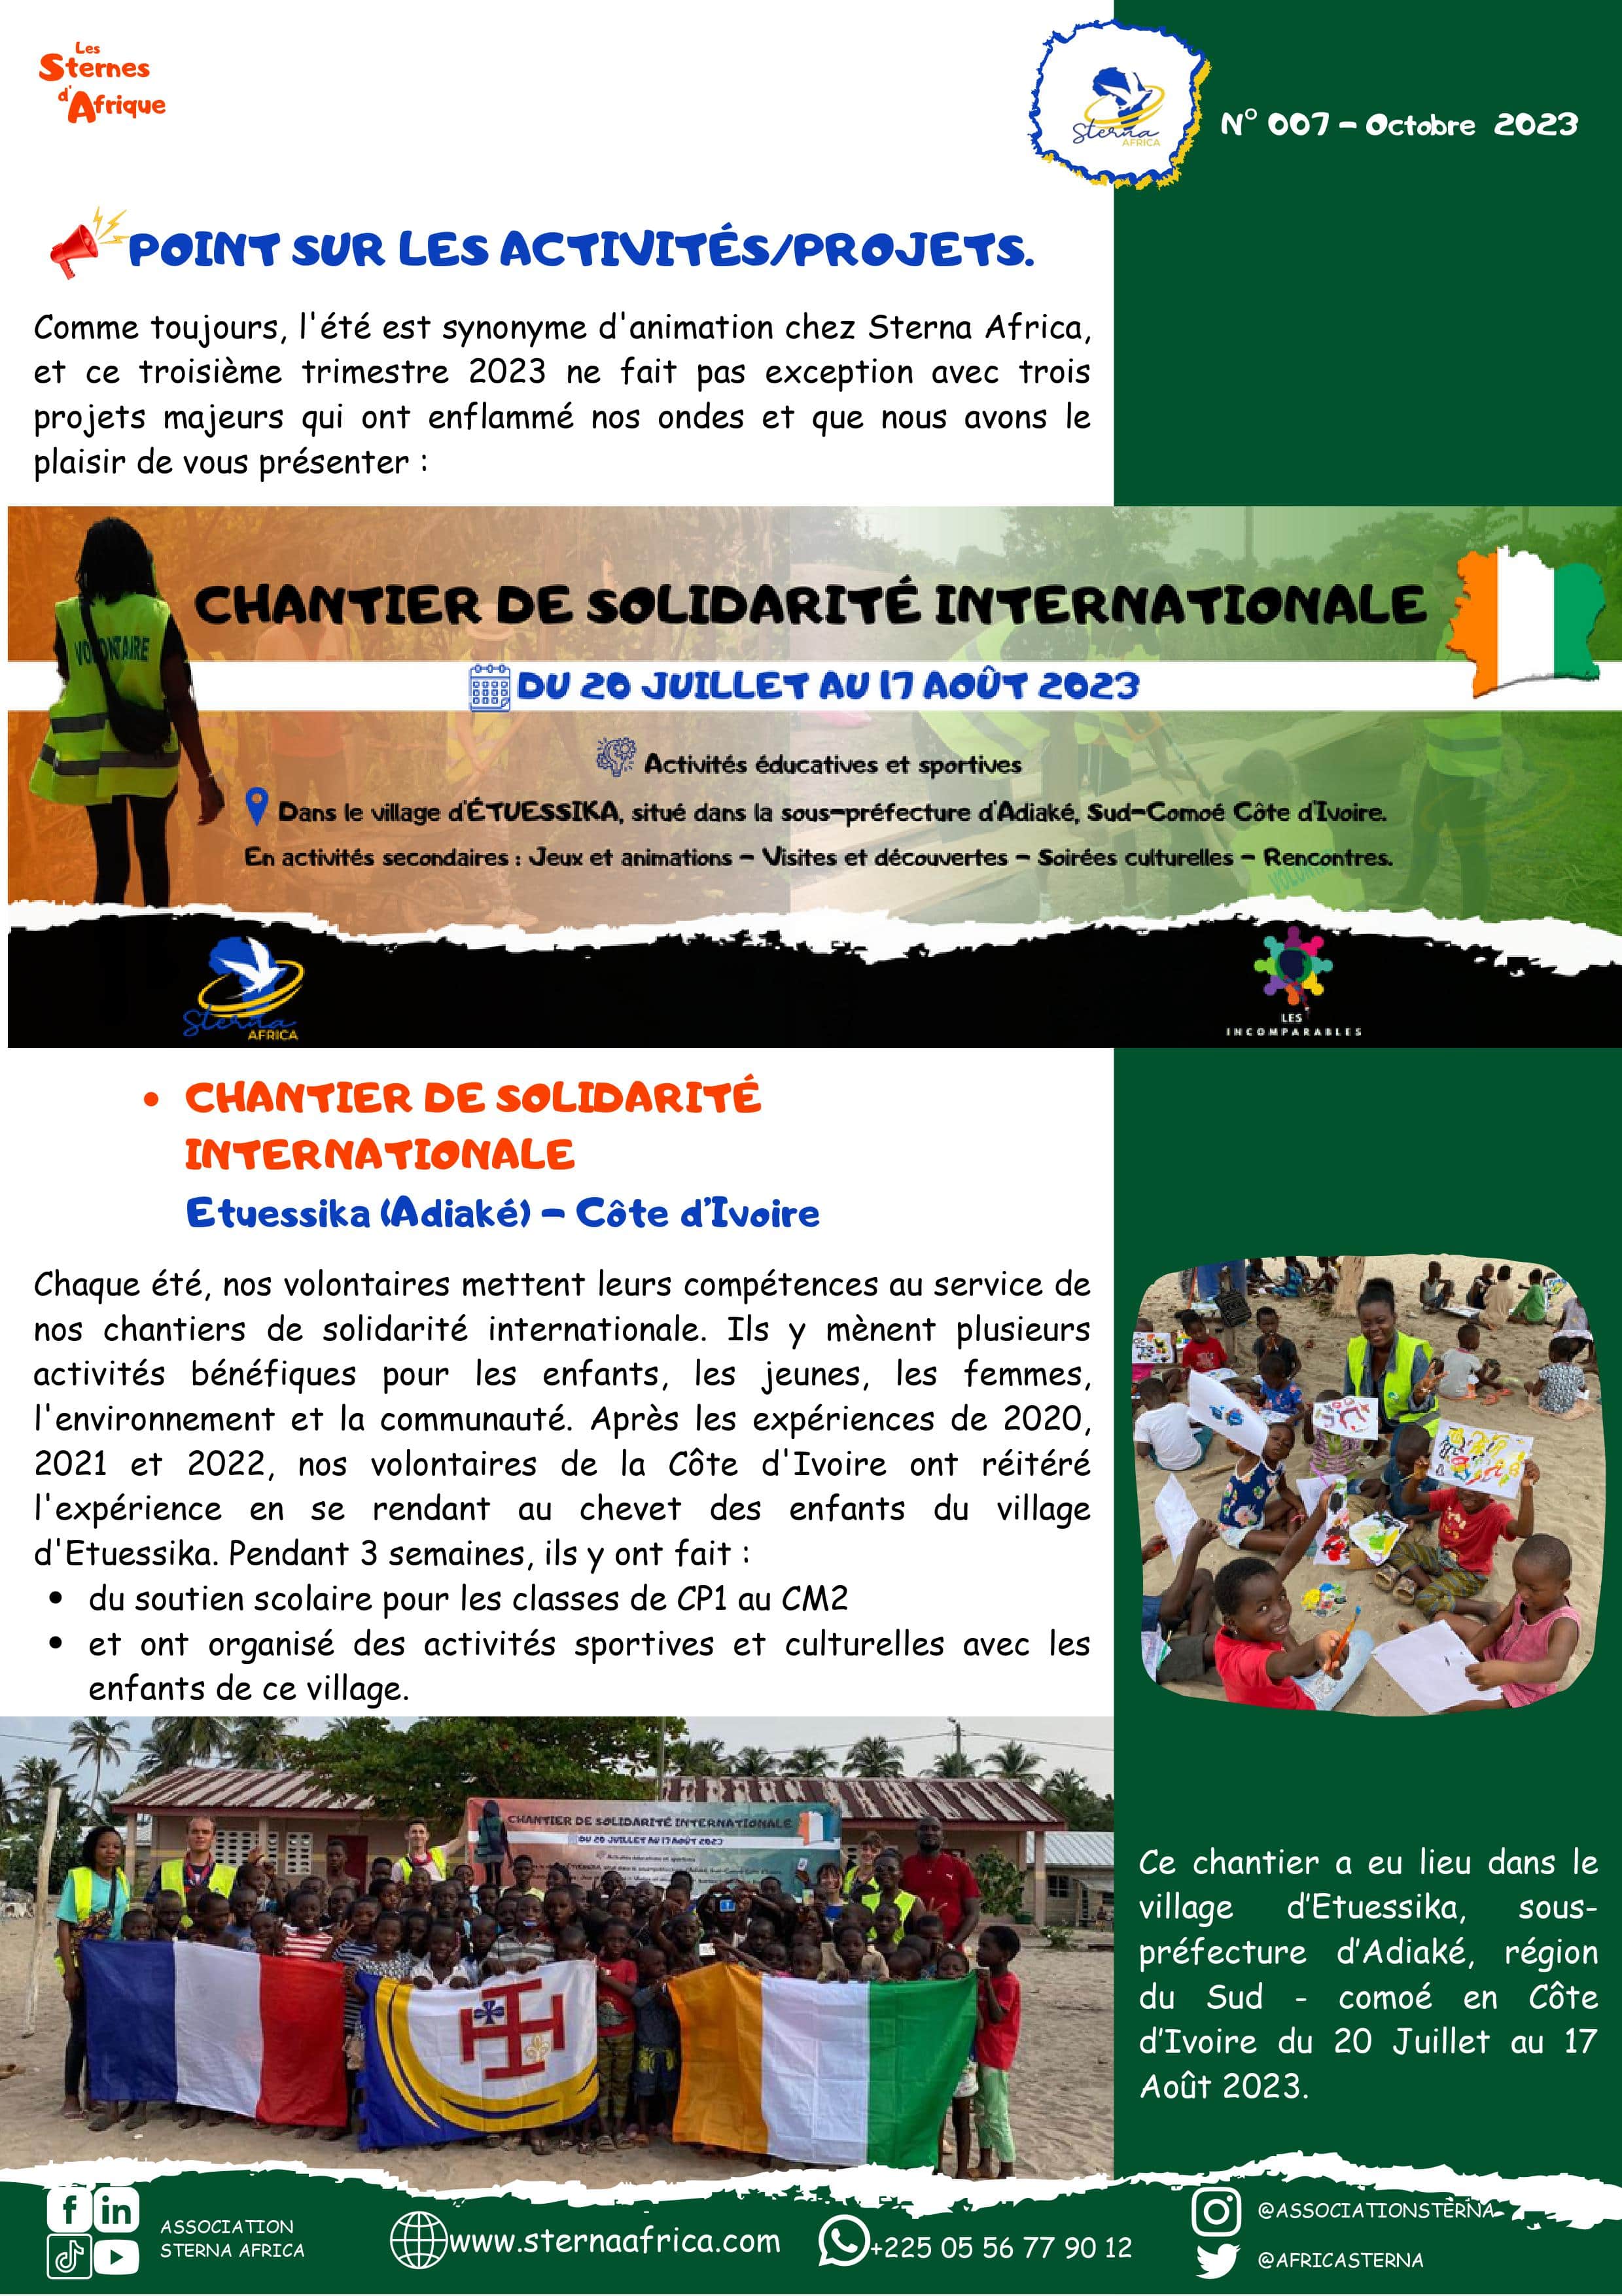 Les
Sternes
d'Afrique
Sterna
AFRICA
N° 007 - Octobre 2023
POINT SUR LES ACTIVITÉS/PROJETS.
Comme toujours, l'été est synonyme d'animation chez Sterna Africa,
et ce troisième trimestre 2023 ne fait pas exception avec trois
projets majeurs qui ont enflammé nos ondes et que nous avons le
plaisir de vous présenter :
CHANTIER DE SOLIDARITÉ INTERNATIONALE
VOLONTAIRE
DU 20 JUILLET AU 17 AOÛT 2023
Activités éducatives et sportives
Dans le village d'ÉTUESSIKA, situé dans la sous-préfecture d'Adiaké, Sud-Comoé Côte d'Ivoire.
En activités secondaires : Jeux et animations - Visites et découvertes - Soirées culturelles - Rencontres.
Sterna
AFRICA
LES
INCOMPARABLES
• CHANTIER DE SOLIDARITÉ
INTERNATIONALE
Etuessika (Adiaké) - Côte d'Ivoire
Chaque été, nos volontaires mettent leurs compétences au service de
nos chantiers de solidarité internationale. Ils y mènent plusieurs
activités bénéfiques pour les enfants, les jeunes, les femmes,
l'environnement et la communauté. Après les expériences de 2020,
2021 et 2022, nos volontaires de la Côte d'Ivoire ont réitéré
l'expérience en se rendant au chevet des enfants du village
d'Etuessika. Pendant 3 semaines, ils y ont fait :
• du soutien scolaire pour les classes de CP1 au CM2
• et ont organisé des activités sportives et culturelles avec les
enfants de ce village.
CHANTIER DE SOLIDARITÉ INTERNATIONALE
DU 20 JUILLET AU 17 AOÛT 2023
Activités éducatives et sportives
Ce chantier a eu lieu dans le
village d'Etuessika, sous-
préfecture d'Adiaké, région
du Sud - comoé en Côte
d'Ivoire du 20 Juillet au 17
Août 2023.
ASSOCIATION
STERNA AFRICA
www.sternaafrica.com
+225 05 56 77 90 12
@ASSOCIATIONSTERNA
@AFRICASTERNA